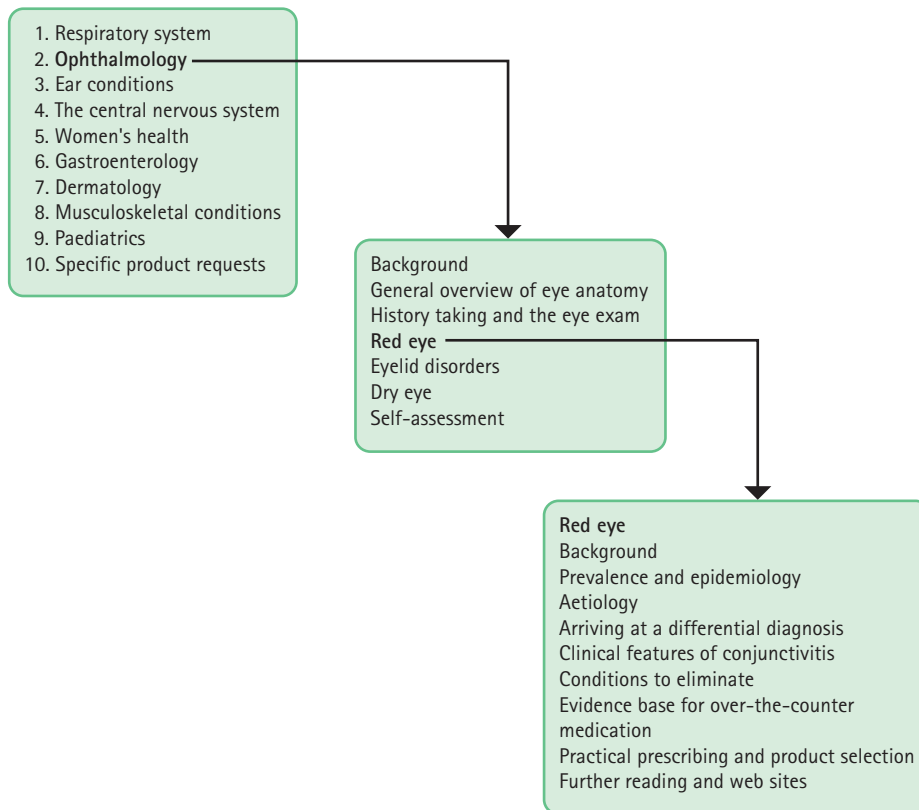 1. Respiratory system
2. Ophthalmology
3. Ear conditions
4. The central nervous system
5. Women's health
6. Gastroenterology
7. Dermatology
8. Musculoskeletal conditions
9. Paediatrics
10. Specific product requests
Background
General overview of eye anatomy
History taking and the eye exam
Red eye
Eyelid disorders
Dry eye
Self-assessment
Red eye
Background
Prevalence and epidemiology
Aetiology
Arriving at a differential diagnosis
Clinical features of conjunctivitis
Conditions to eliminate
Evidence base for over-the-counter
medication
Practical prescribing and product selection
Further reading and web sites